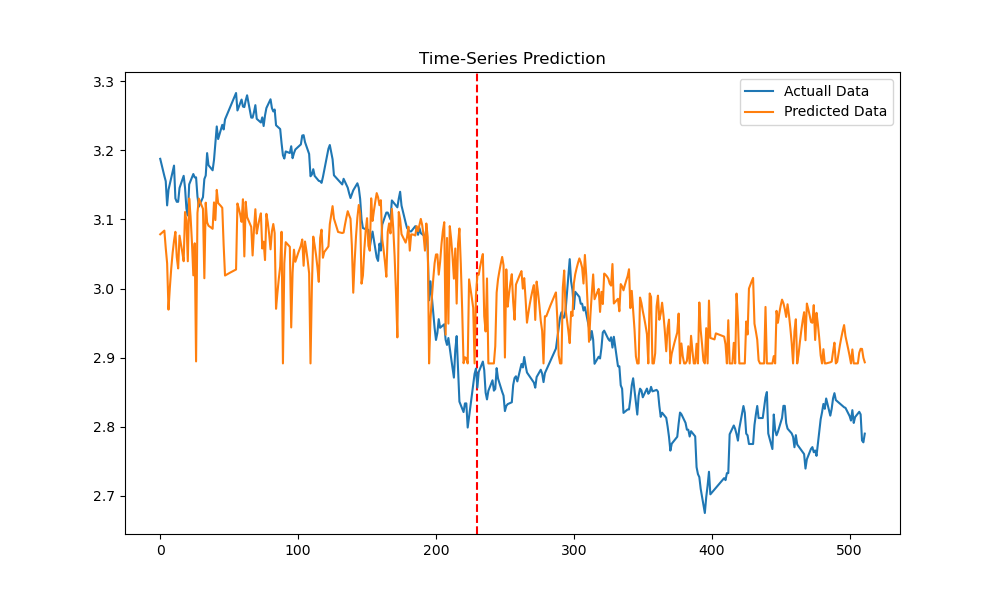 Time-Series Prediction
Actuall Data
Predicted Data
3.3
3.2
3.1
3.0
2.9
2.8
2.7
0 100 200 300 400 500